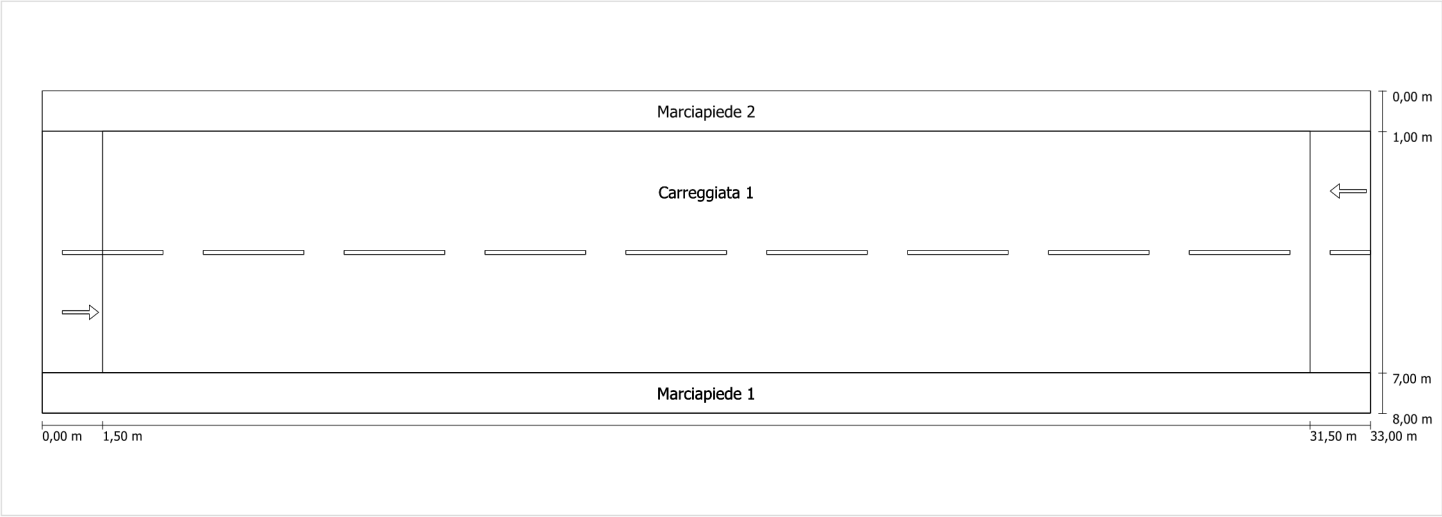 Marciapiede 2
0,00 m
1,00 m
Carreggiata 1
7,00 m
Marciapiede 1
8,00 m
0,00 m 1,50 m 31,50 m 33,00 m